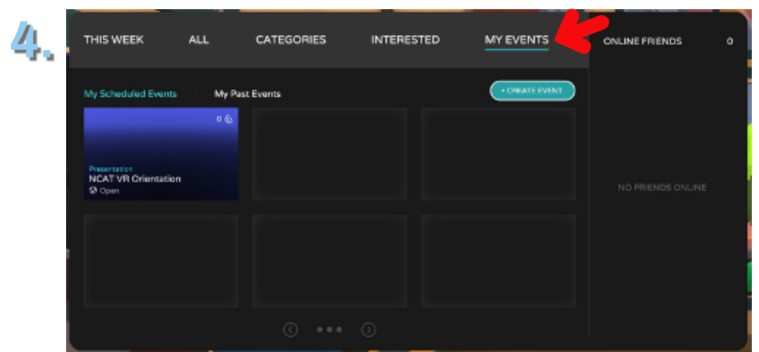 4.
THIS WEEK ALL CATEGORIES INTERESTED MY EVENTS ONLINE FRIENDS 0
My Scheduled Events My Past Events + CREATE EVENT
0
Presentation
NCAT VR Orientation
Open
NO FRIENDS ONLINE